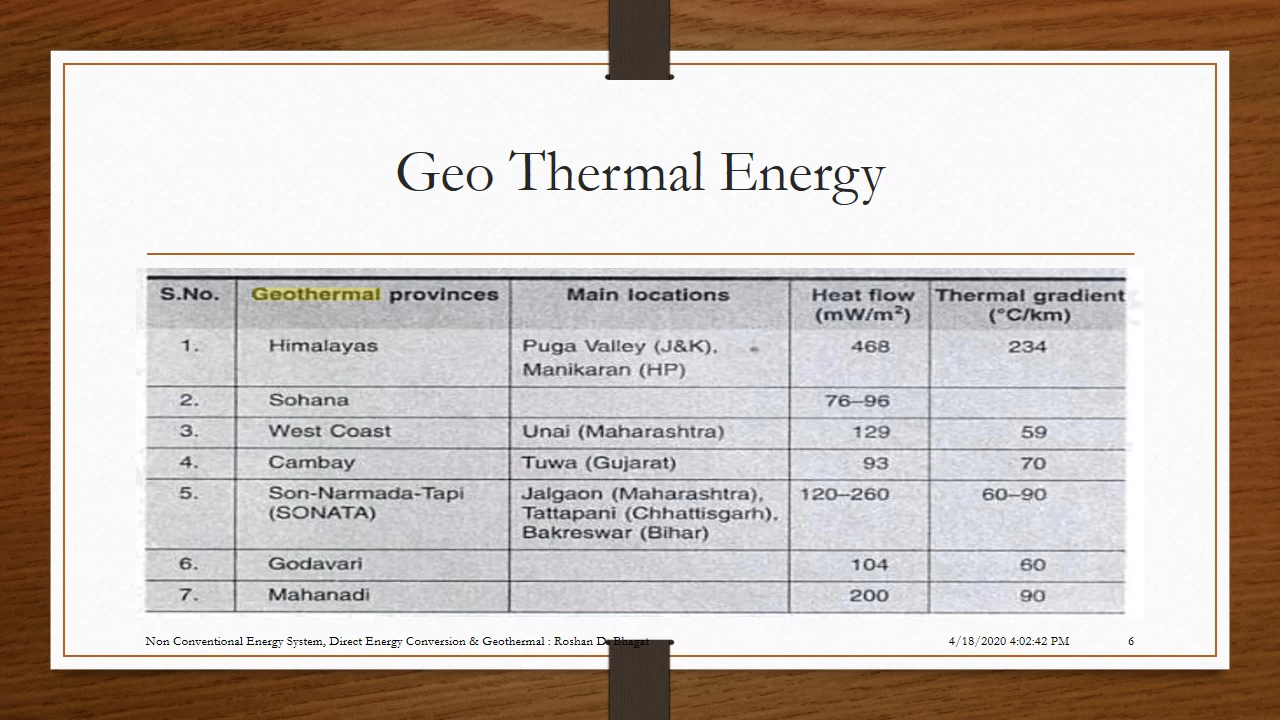 Geo Thermal Energy
S.No. Geothermal provinces Main locations Heat flow (mW/m²) Thermal gradient (°C/km)
1. Himalayas Puga Valley (J&K), Manikaran (HP) 468 234
2. Sohana 76–96
3. West Coast Unai (Maharashtra) 129 59
4. Cambay Tuwa (Gujarat) 93 70
5. Son-Narmada-Tapi (SONATA) Jalgaon (Maharashtra), Tattapani (Chhattisgarh), Bakreswar (Bihar) 120–260 60–90
6. Godavari 104 60
7. Mahanadi 200 90
Non Conventional Energy System, Direct Energy Conversion & Geothermal : Roshan D. Bhagat 4/18/2020 4:02:42 PM 6